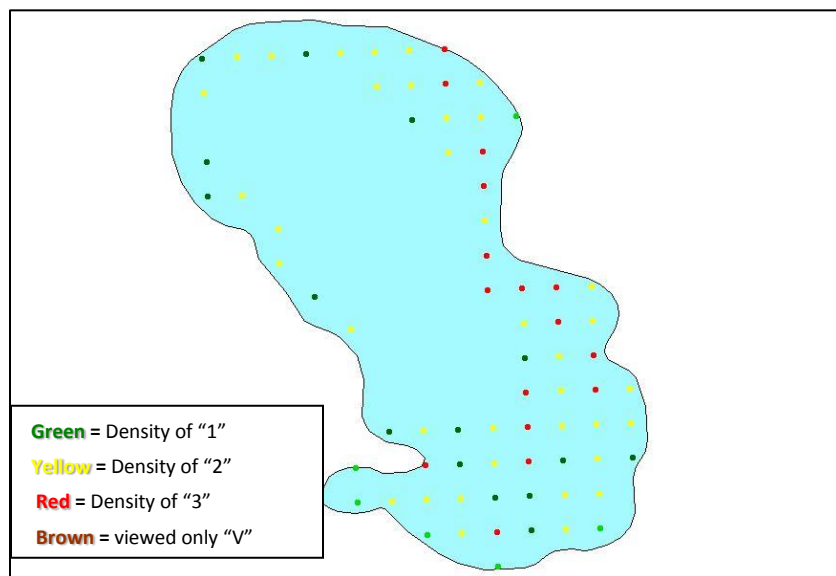 Green = Density of “1”
Yellow = Density of “2”
Red = Density of “3”
Brown = viewed only “V”